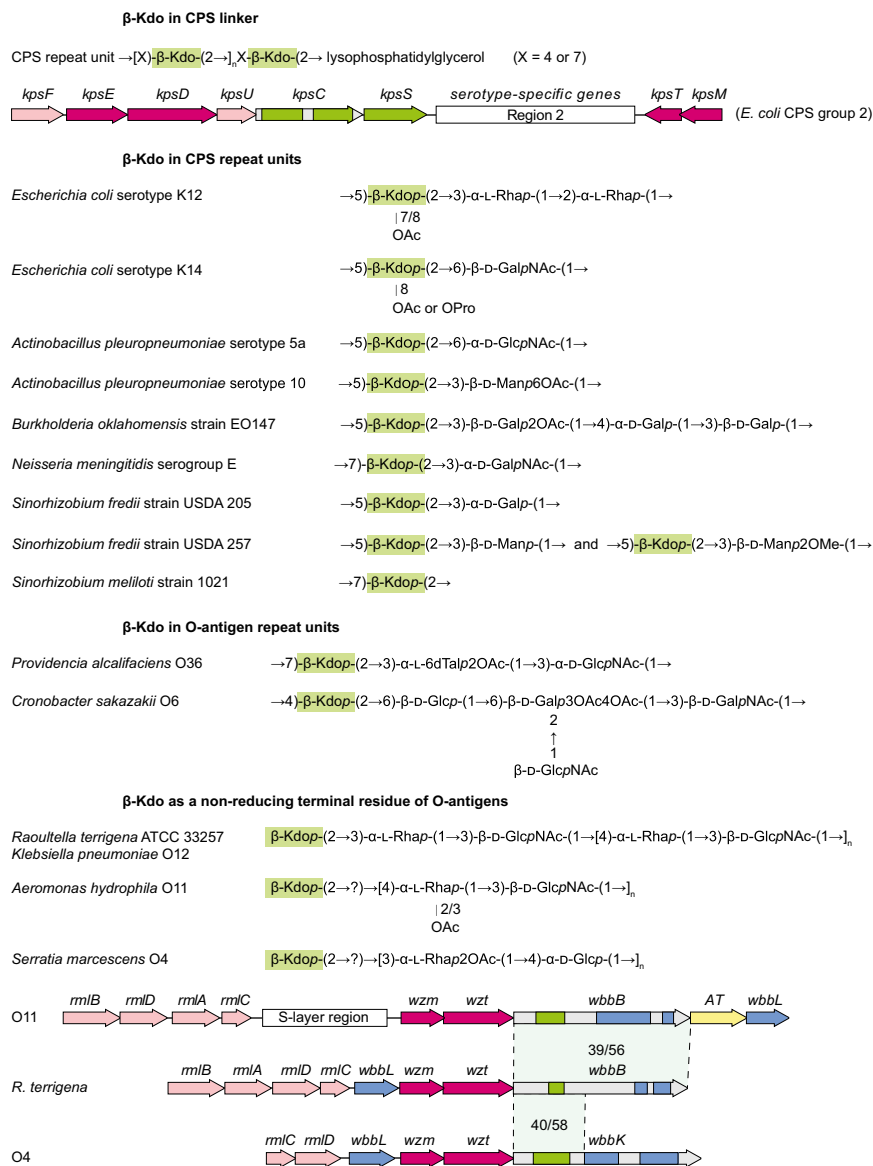 β-Kdo in CPS linker
CPS repeat unit →[X)-β-Kdo-(2→]nX-β-Kdo-(2→ lysophosphatidylglycerol (X = 4 or 7)
kpsF kpsE kpsD kpsU kpsC kpsS serotype-specific genes kpsT kpsM
Region 2 (E. coli CPS group 2)
β-Kdo in CPS repeat units
Escherichia coli serotype K12 →5)-β-Kdop-(2→3)-α-L-Rhap-(1→2)-α-L-Rhap-(1→
|7/8
OAc
Escherichia coli serotype K14 →5)-β-Kdop-(2→6)-β-D-GalpNAc-(1→
|8
OAc or OPro
Actinobacillus pleuropneumoniae serotype 5a →5)-β-Kdop-(2→6)-α-D-GlcpNAc-(1→
Actinobacillus pleuropneumoniae serotype 10 →5)-β-Kdop-(2→3)-β-D-Manp6OAc-(1→
Burkholderia oklahomensis strain EO147 →5)-β-Kdop-(2→3)-β-D-Galp2OAc-(1→4)-α-D-Galp-(1→3)-β-D-Galp-(1→
Neisseria meningitidis serogroup E →7)-β-Kdop-(2→3)-α-D-GalpNAc-(1→
Sinorhizobium fredii strain USDA 205 →5)-β-Kdop-(2→3)-α-D-Galp-(1→
Sinorhizobium fredii strain USDA 257 →5)-β-Kdop-(2→3)-β-D-Manp-(1→ and →5)-β-Kdop-(2→3)-β-D-Manp2OMe-(1→
Sinorhizobium meliloti strain 1021 →7)-β-Kdop-(2→
β-Kdo in O-antigen repeat units
Providencia alcalifaciens O36 →7)-β-Kdop-(2→3)-α-L-6dTalp2OAc-(1→3)-α-D-GlcpNAc-(1→
Cronobacter sakazakii O6 →4)-β-Kdop-(2→6)-β-D-Glcp-(1→6)-β-D-Galp3OAc4OAc-(1→3)-β-D-GalpNAc-(1→
2
↑
1
β-D-GlcpNAc
β-Kdo as a non-reducing terminal residue of O-antigens
Raoultella terrigena ATCC 33257 β-Kdop-(2→3)-α-L-Rhap-(1→3)-β-D-GlcpNAc-(1→[4)-α-L-Rhap-(1→3)-β-D-GlcpNAc-(1→]n
Klebsiella pneumoniae O12
Aeromonas hydrophila O11 β-Kdop-(2→?)→[4)-α-L-Rhap-(1→3)-β-D-GlcpNAc-(1→]n
|2/3
OAc
Serratia marcescens O4 β-Kdop-(2→?)→[3)-α-L-Rhap2OAc-(1→4)-α-D-Glcp-(1→]n
rmlB rmlD rmlA rmlC wzm wzt wbbB AT wbbL
O11 S-layer region
39/56
rmlB rmlA rmlD rmlC wbbL wzm wzt wbbB
R. terrigena
40/58
rmlC rmlD wbbL wzm wzt wbbK
O4